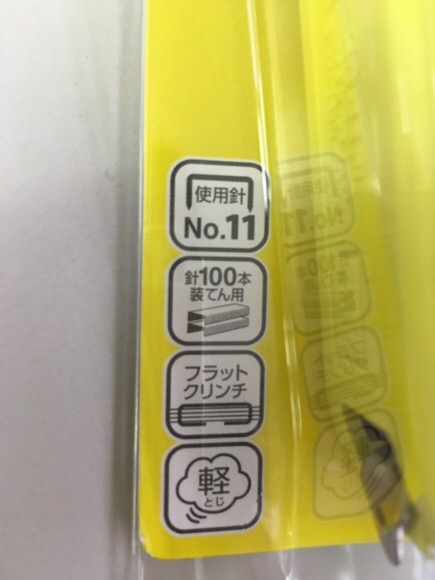 使用針
No.11
針100本
装てん用
フラット
クリンチ
軽
とじ